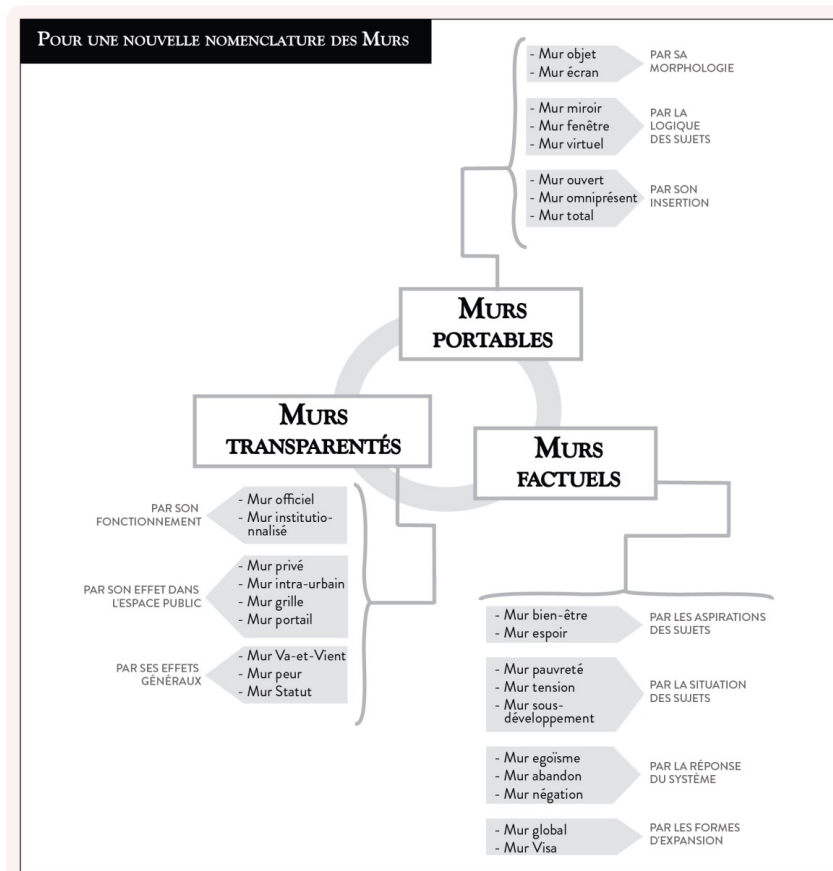 POUR UNE NOUVELLE NOMENCLATURE DES MURS
- Mur objet
- Mur écran
PAR SA
MORPHOLOGIE
- Mur miroir
- Mur fenêtre
- Mur virtuel
PAR LA
LOGIQUE
DES SUJETS
- Mur ouvert
- Mur omniprésent
- Mur total
PAR SON
INSERTION
MURS
PORTABLES
MURS
TRANSPARENTÉS
MURS
FACTUELS
PAR SON
FONCTIONNEMENT
- Mur officiel
- Mur institutio-
nnalisé
PAR SON EFFET DANS
L'ESPACE PUBLIC
- Mur privé
- Mur intra-urbain
- Mur grille
- Mur portail
PAR SES EFFETS
GÉNÉRAUX
- Mur Va-et-Vient
- Mur peur
- Mur Statut
- Mur bien-être
- Mur espoir
PAR LES ASPIRATIONS
DES SUJETS
- Mur pauvreté
- Mur tension
- Mur sous-
développement
PAR LA SITUATION
DES SUJETS
- Mur egoïsme
- Mur abandon
- Mur négation
PAR LA RÉPONSE
DU SYSTÈME
- Mur global
- Mur Visa
PAR LES FORMES
D'EXPANSION